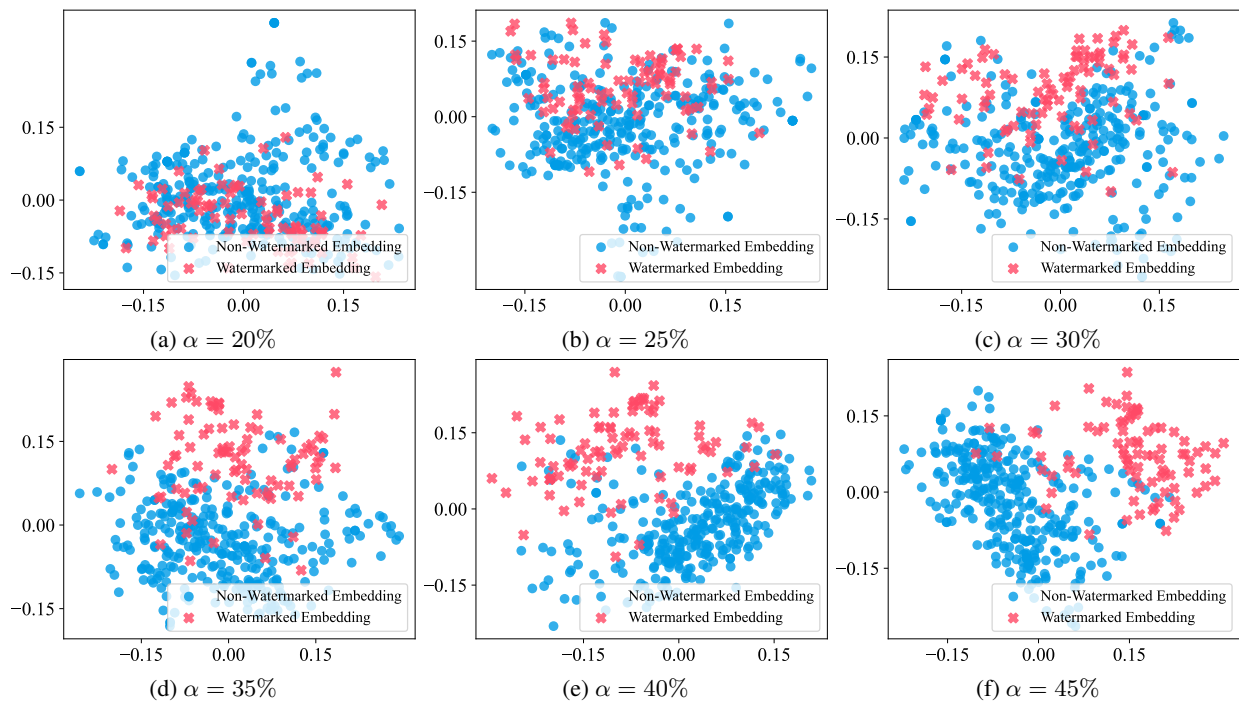 0.15
0.00
−0.15
−0.15
0.00
0.15
Non-Watermarked Embedding
Watermarked Embedding
(a) α = 20%
0.15
0.00
−0.15
−0.15
0.00
0.15
Non-Watermarked Embedding
Watermarked Embedding
(b) α = 25%
0.15
0.00
−0.15
−0.15
0.00
0.15
Non-Watermarked Embedding
Watermarked Embedding
(c) α = 30%
0.15
0.00
−0.15
−0.15
0.00
0.15
Non-Watermarked Embedding
Watermarked Embedding
(d) α = 35%
0.15
0.00
−0.15
−0.15
0.00
0.15
Non-Watermarked Embedding
Watermarked Embedding
(e) α = 40%
0.15
0.00
−0.15
−0.15
0.00
0.15
Non-Watermarked Embedding
Watermarked Embedding
(f) α = 45%